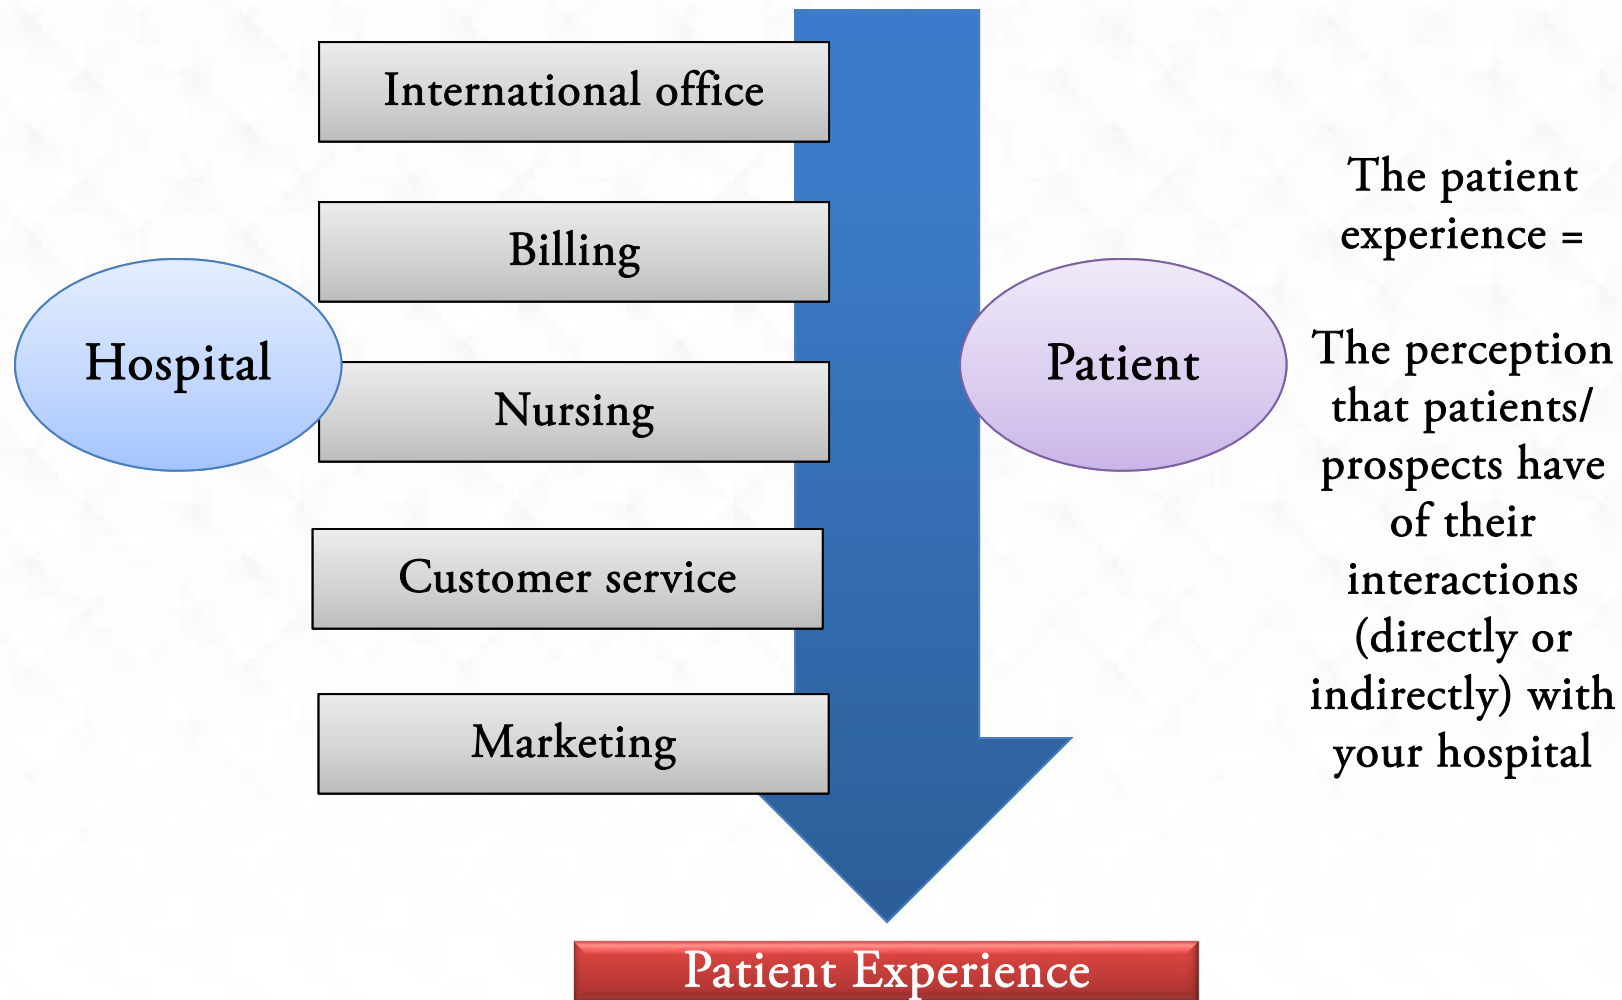 International office
Billing
Hospital
Nursing
Customer service
Marketing
Patient
The patient
experience =
The perception
that patients/
prospects have
of their
interactions
(directly or
indirectly) with
your hospital
Patient Experience